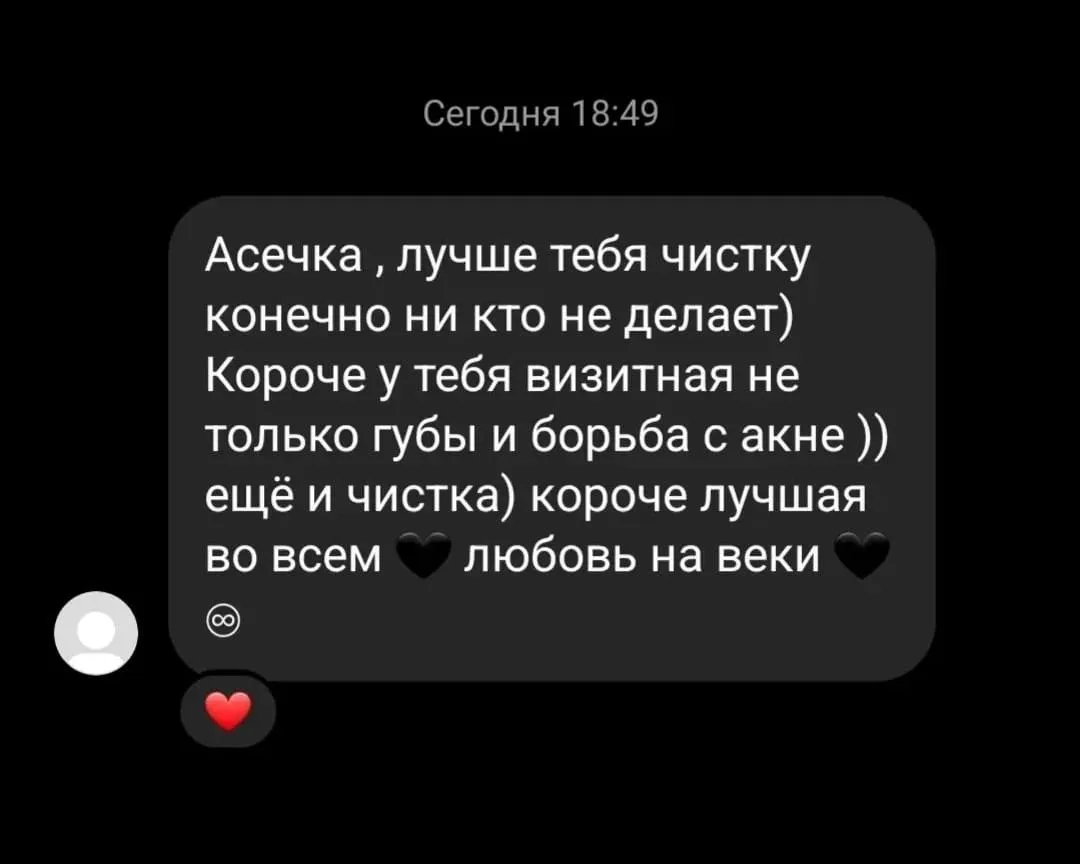 Сегодня 18:49
Асечка , лучше тебя чистку
конечно ни кто не делает)
Короче у тебя визитная не
только губы и борьба с акне ))
ещё и чистка) короче лучшая
во всем 🖤 любовь на веки 🖤
♾